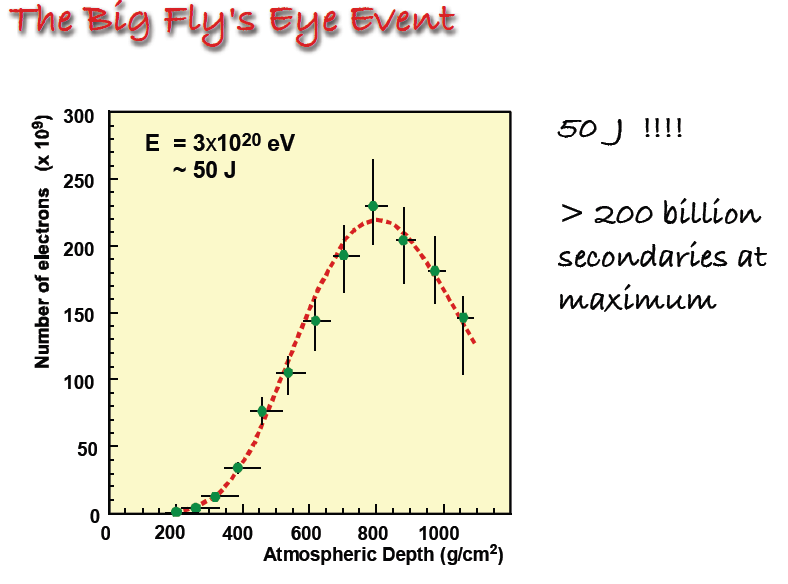 The Big Fly's Eye Event
300
250
200
150
100
50
0
Number of electrons (x 10⁹)
E = 3X10²⁰ eV
~ 50 J
0 200 400 600 800 1000
Atmospheric Depth (g/cm²)
50 J !!!!
> 200 billion
secondaries at
maximum